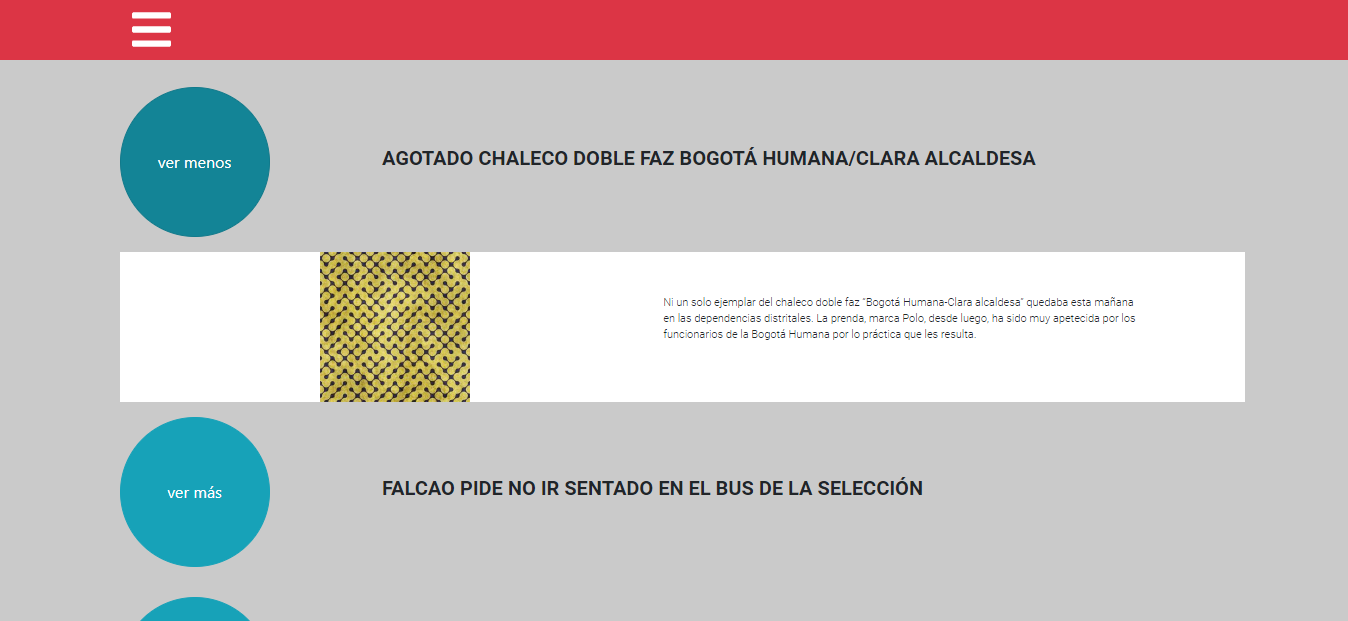 ver menos
AGOTADO CHALECO DOBLE FAZ BOGOTÁ HUMANA/CLARA ALCALDESA
Ni un solo ejemplar del chaleco doble faz "Bogotá Humana-Clara alcaldesa" quedaba esta mañana
en las dependencias distritales. La prenda, marca Polo, desde luego, ha sido muy apetecida por los
funcionarios de la Bogotá Humana por lo práctica que les resulta.
ver más
FALCAO PIDE NO IR SENTADO EN EL BUS DE LA SELECCIÓN